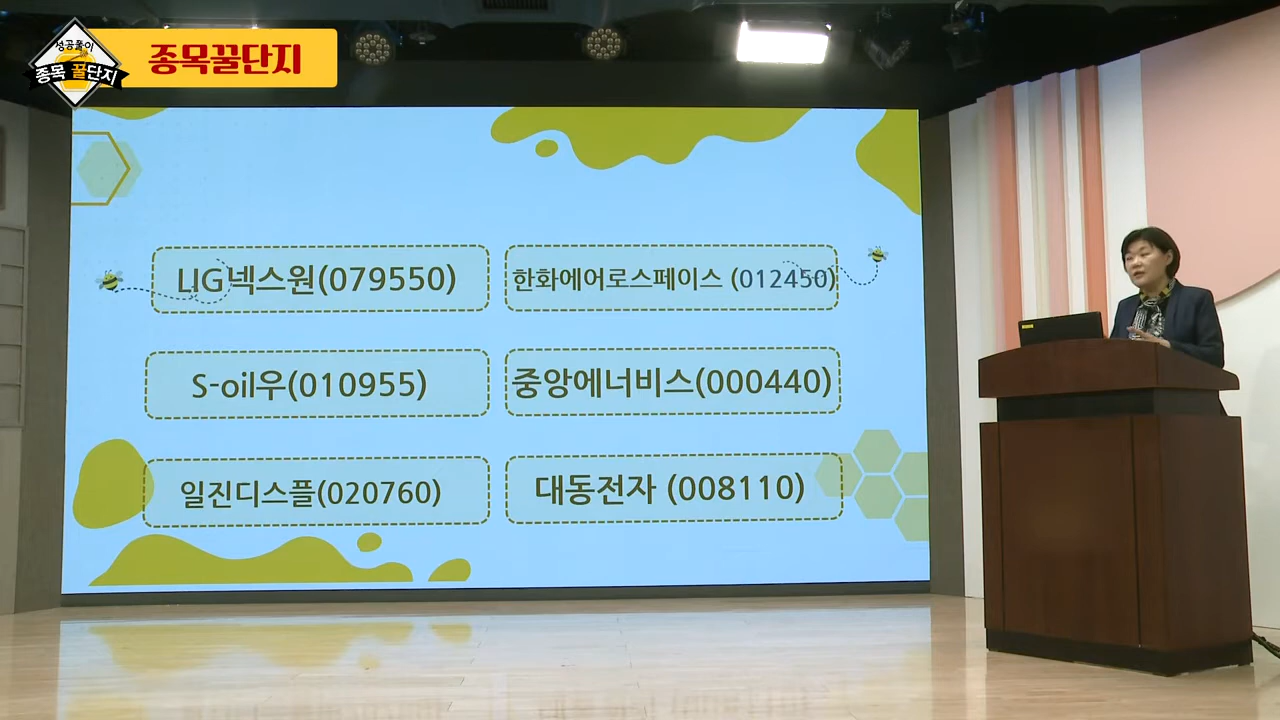 성공풀이
종목 꿀단지
종목꿀단지
LIG넥스원(079550)
한화에어로스페이스 (012450)
S-oil우(010955)
중앙에너비스(000440)
일진디스플(020760)
대동전자 (008110)